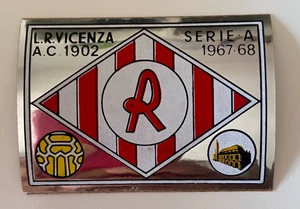 L.R.VICENZA
A.C 1902
SERIE-A
1967-68
R